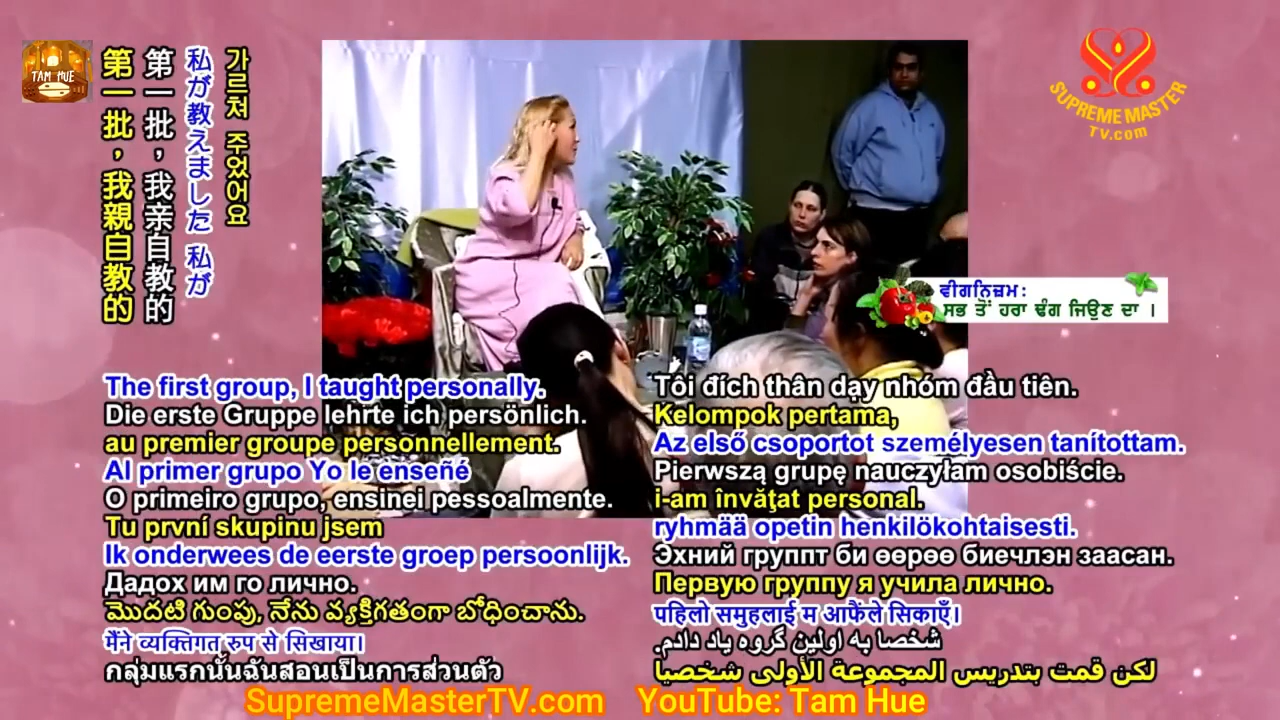 TAM HUE
第一批，我親自教的
第一批，我亲自教的
私が教えました 私が
가르쳐 주었어요
SUPREME MASTER
TV.com
ਵੀਗਨਿਜ਼ਮ:
ਸਭ ਤੋਂ ਹਰਾ ਢੰਗ ਜਿਉਣ ਦਾ ।
The first group, I taught personally.
Die erste Gruppe lehrte ich persönlich.
au premier groupe personnellement.
Al primer grupo Yo le enseñé
O primeiro grupo, ensinei pessoalmente.
Tu první skupinu jsem
Ik onderwees de eerste groep persoonlijk.
Дадох им го лично.
మొదటి గుంపు, నేను వ్యక్తిగతంగా బోధించాను.
मैंने व्यक्तिगत रुप से सिखाया।
กลุ่มแรกนั้นฉันสอนเป็นการส่วนตัว
Tôi đích thân dạy nhóm đầu tiên.
Kelompok pertama,
Az első csoportot személyesen tanítottam.
Pierwszą grupę nauczyłam osobiście.
i-am învăţat personal.
ryhmää opetin henkilökohtaisesti.
Эхний группт би өөрөө биечлэн заасан.
Первую группу я учила лично.
पहिलो समुहलाई म आफैंले सिकाएँ।
شخصا به اولین گروه یاد دادم.
لكن قمت بتدريس المجموعة الأولى شخصيا
SupremeMasterTV.com YouTube: Tam Hue